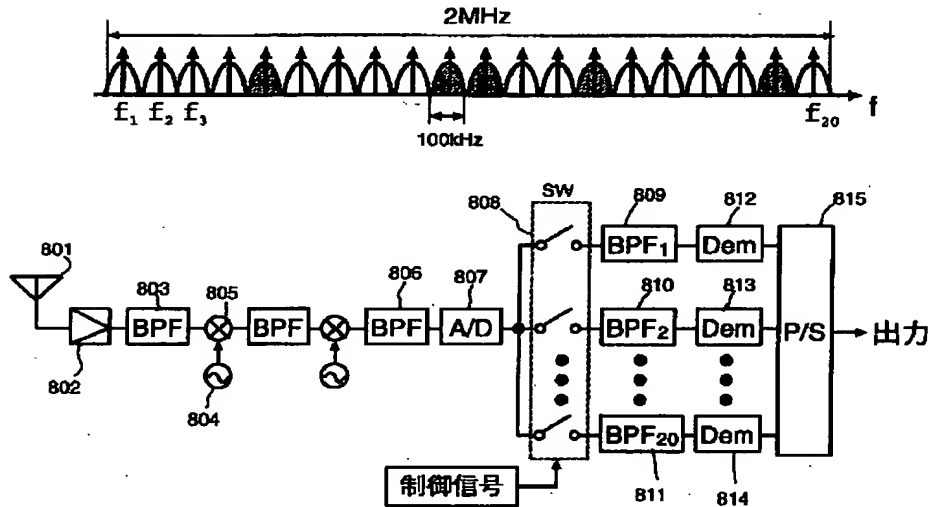 2MHz
f₁ f₂ f₃ f₂₀ f
100kHz
SW
808 809 812 815
801 803 805 806 807 BPF₁ Dem
810 813
BPF BPF BPF A/D BPF₂ Dem P/S 出力
802 804
BPF₂₀ Dem
制御信号 811 814